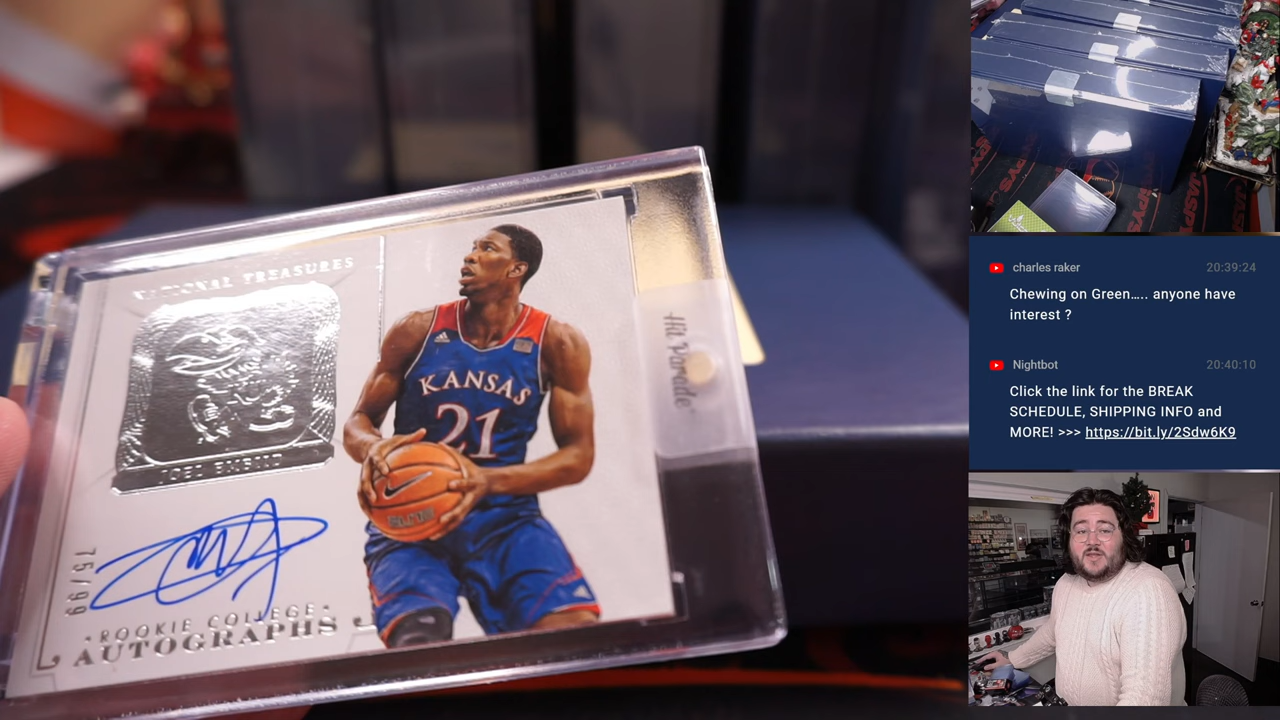 NATIONAL TREASURES
JOEL EMBIID
75/99
ROOKIE COLLEGE
AUTOGRAPHS
KANSAS
21
Hit Parade
charles raker
20:39:24
Chewing on Green..... anyone have
interest ?
Nightbot
20:40:10
Click the link for the BREAK
SCHEDULE, SHIPPING INFO and
MORE! >>> https://bit.ly/2Sdw6K9